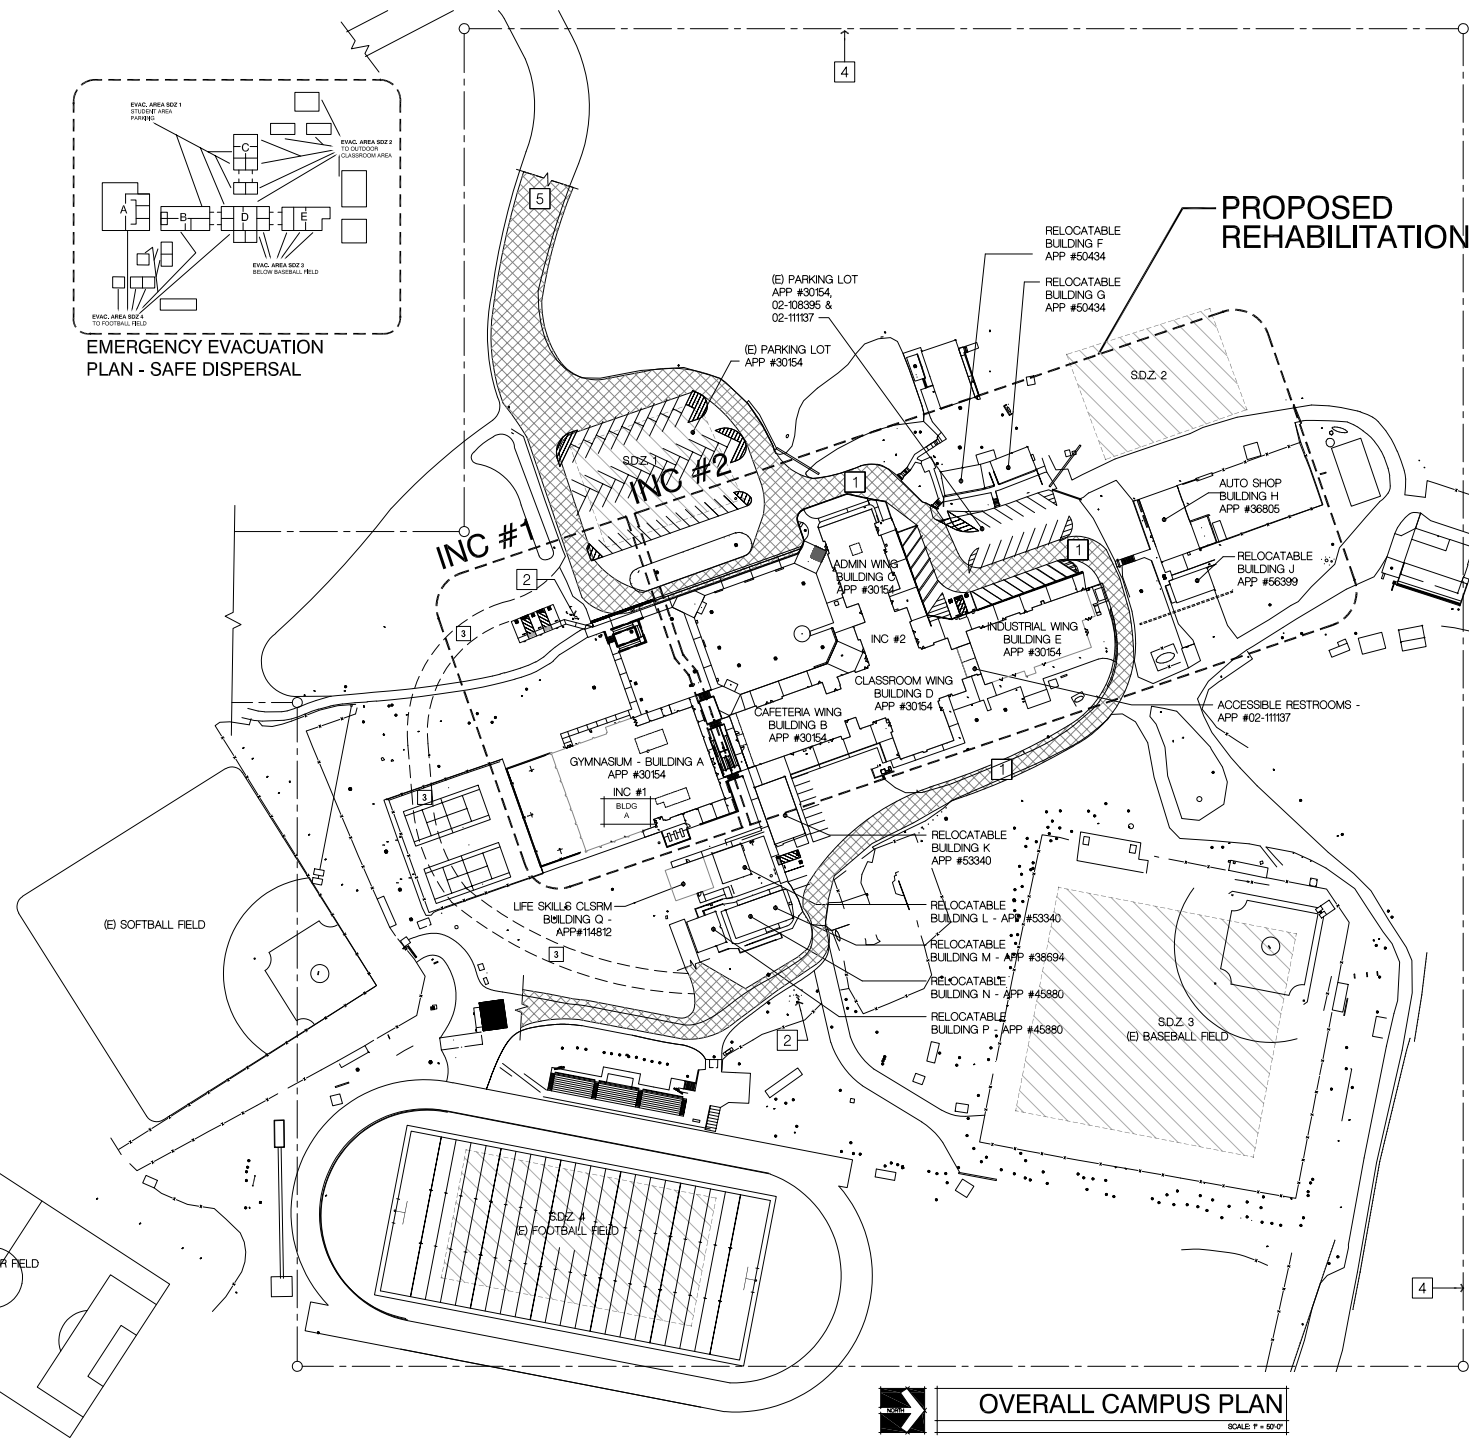 4
EVAC. AREA SDZ 1
STUDENT AREA
PARKING
EVAC. AREA SDZ 2
TO OUTDOOR
CLASSROOM AREA
C
A
B
D
E
EVAC. AREA SDZ 3
BELOW BASEBALL FIELD
EVAC. AREA SDZ 4
TO FOOTBALL FIELD
EMERGENCY EVACUATION
PLAN - SAFE DISPERSAL
5
PROPOSED
REHABILITATION
RELOCATABLE
BUILDING F
APP #50434
RELOCATABLE
BUILDING G
APP #50434
(E) PARKING LOT
APP #30154,
02-108395 &
02-111137
(E) PARKING LOT
APP #30154
S.D.Z. 2
S.D.Z. 1
INC #2
INC #1
1
AUTO SHOP
BUILDING H
APP #36805
1
RELOCATABLE
BUILDING J
APP #56399
2
ADMIN WING
BUILDING C
APP #30154
INDUSTRIAL WING
BUILDING E
APP #30154
3
INC #2
CLASSROOM WING
BUILDING D
APP #30154
ACCESSIBLE RESTROOMS -
APP #02-111137
CAFETERIA WING
BUILDING B
APP #30154
GYMNASIUM - BUILDING A
APP #30154
INC #1
BLDG
A
1
3
RELOCATABLE
BUILDING K
APP #53340
LIFE SKILLS CLSRM
BUILDING Q -
APP#114812
RELOCATABLE
BUILDING L - APP #53340
(E) SOFTBALL FIELD
RELOCATABLE
BUILDING M - APP #38694
3
RELOCATABLE
BUILDING N - APP #45880
RELOCATABLE
BUILDING P - APP #45880
2
S.D.Z. 3
(E) BASEBALL FIELD
S.D.Z. 4
(E) FOOTBALL FIELD
R FIELD
4
NORTH
OVERALL CAMPUS PLAN
SCALE: 1" = 50'-0"